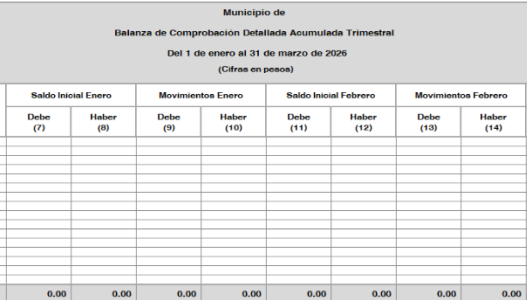 Municipio de
Balanza de Comprobación Detallada Acumulada Trimestral
Del 1 de enero al 31 de marzo de 2026
(Cifras en pesos)
Saldo Inicial Enero Movimientos Enero Saldo Inicial Febrero Movimientos Febrero
Debe Haber Debe Haber Debe Haber Debe Haber
(7) (8) (9) (10) (11) (12) (13) (14)
0.00 0.00 0.00 0.00 0.00 0.00 0.00 0.00